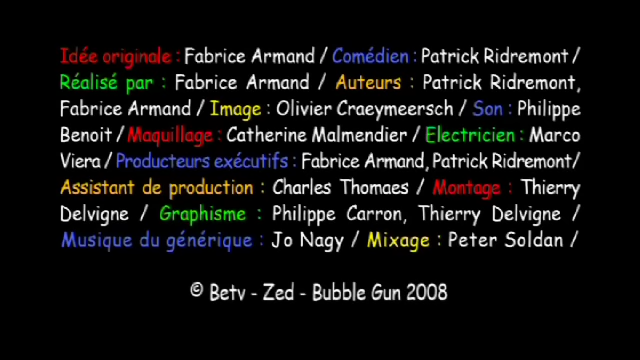 Idée originale : Fabrice Armand / Comédien : Patrick Ridremont /
Réalisé par : Fabrice Armand / Auteurs : Patrick Ridremont,
Fabrice Armand / Image : Olivier Craeymeersch / Son : Philippe
Benoit / Maquillage : Catherine Malmendier / Electricien : Marco
Viera / Producteurs exécutifs : Fabrice Armand, Patrick Ridremont/
Assistant de production : Charles Thomaes / Montage : Thierry
Delvigne / Graphisme : Philippe Carron, Thierry Delvigne /
Musique du générique : Jo Nagy / Mixage : Peter Soldan /
© Betv - Zed - Bubble Gun 2008